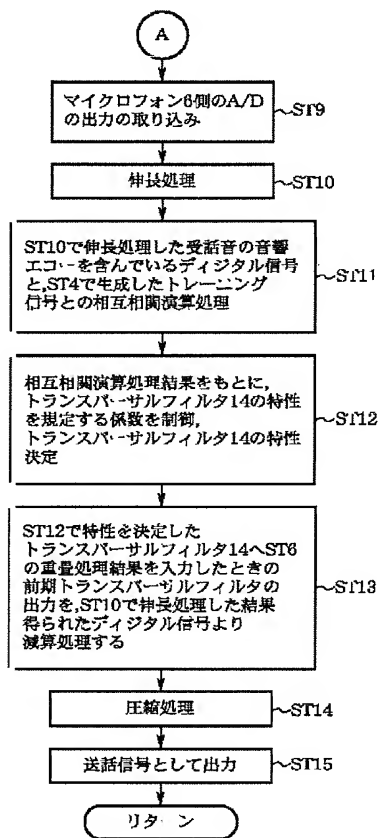 A
マイクロフォン6側のA/D
の出力の取り込み
ST9
伸長処理
ST10
ST10で伸長処理した受話音の音響
エコーを含んでいるディジタル信号
と,ST4で生成したトレーニング
信号との相互相関演算処理
ST11
相互相関演算処理結果をもとに,
トランスバーサルフィルタ14の特性
を規定する係数を制御,
トランスバーサルフィルタ14の特性
決定
ST12
ST12で特性を決定した
トランスバーサルフィルタ14へST6
の重畳処理結果を入力したときの
前期トランスバーサルフィルタの
出力を,ST10で伸長処理した結果
得られたディジタル信号より
減算処理する
ST13
圧縮処理
ST14
送話信号として出力
ST15
リターン